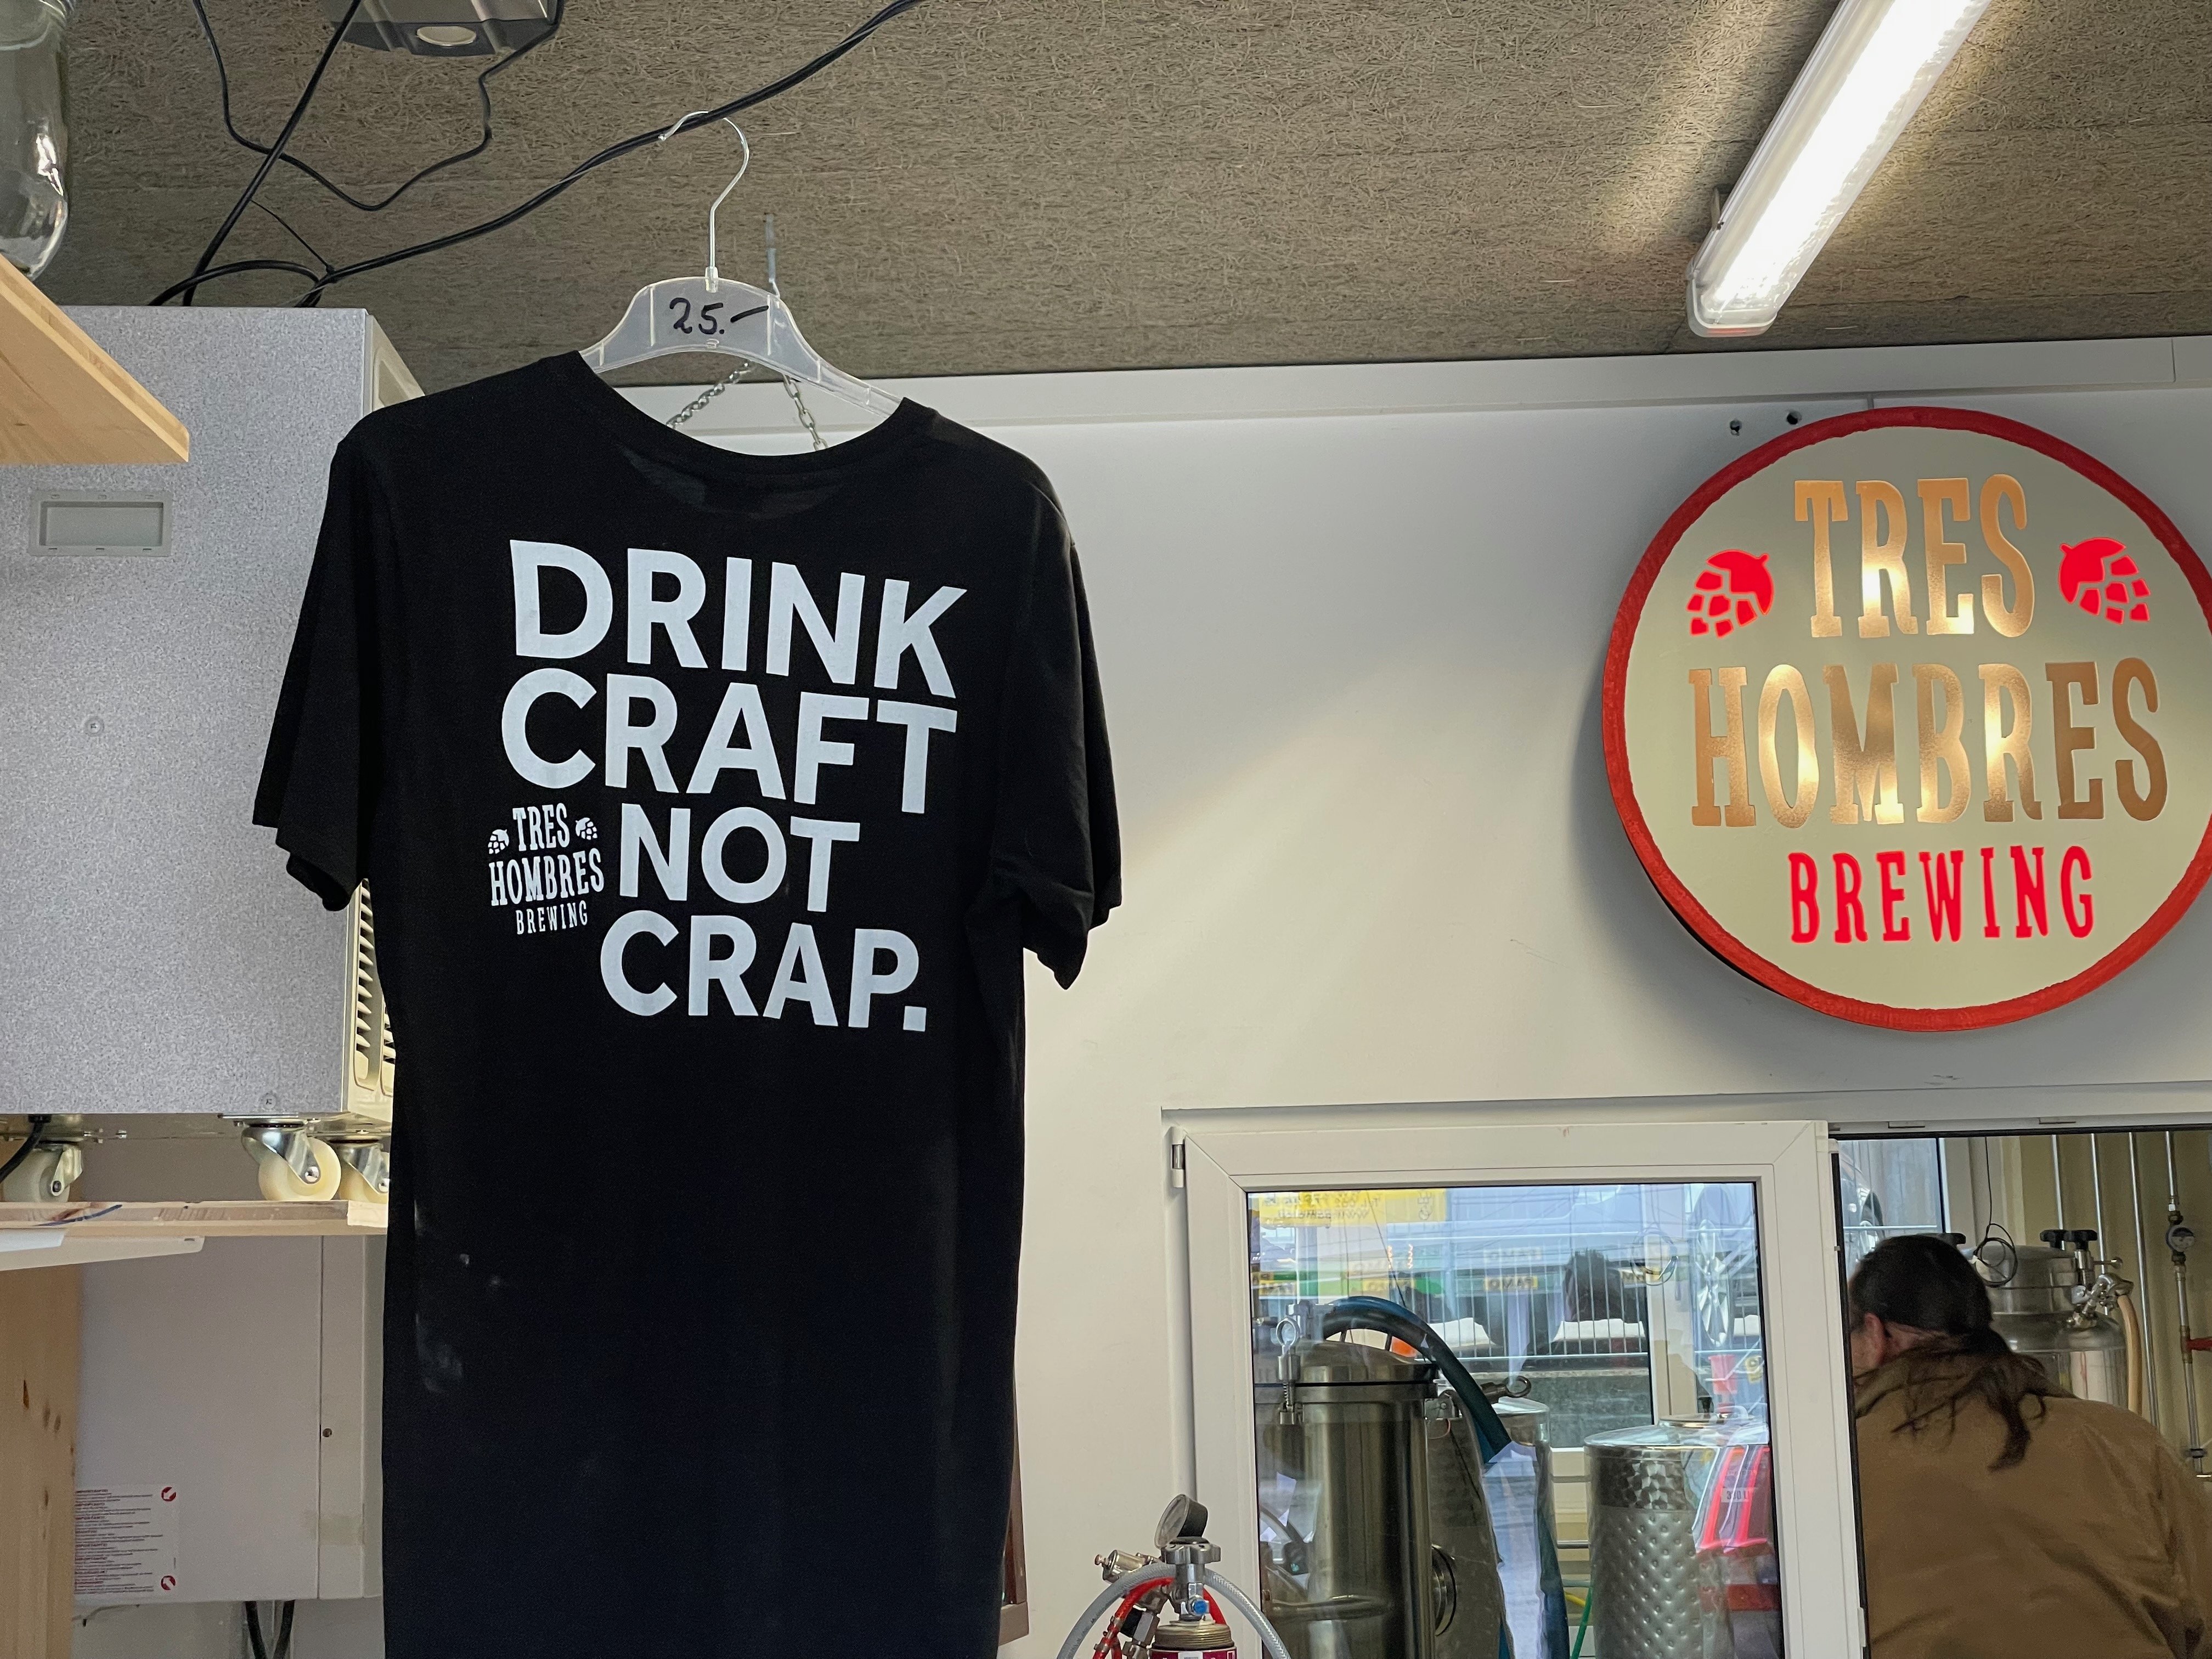 25.-
DRINK
CRAFT
NOT
CRAP.
TRES
HOMBRES
BREWING
TRES
HOMBRES
BREWING